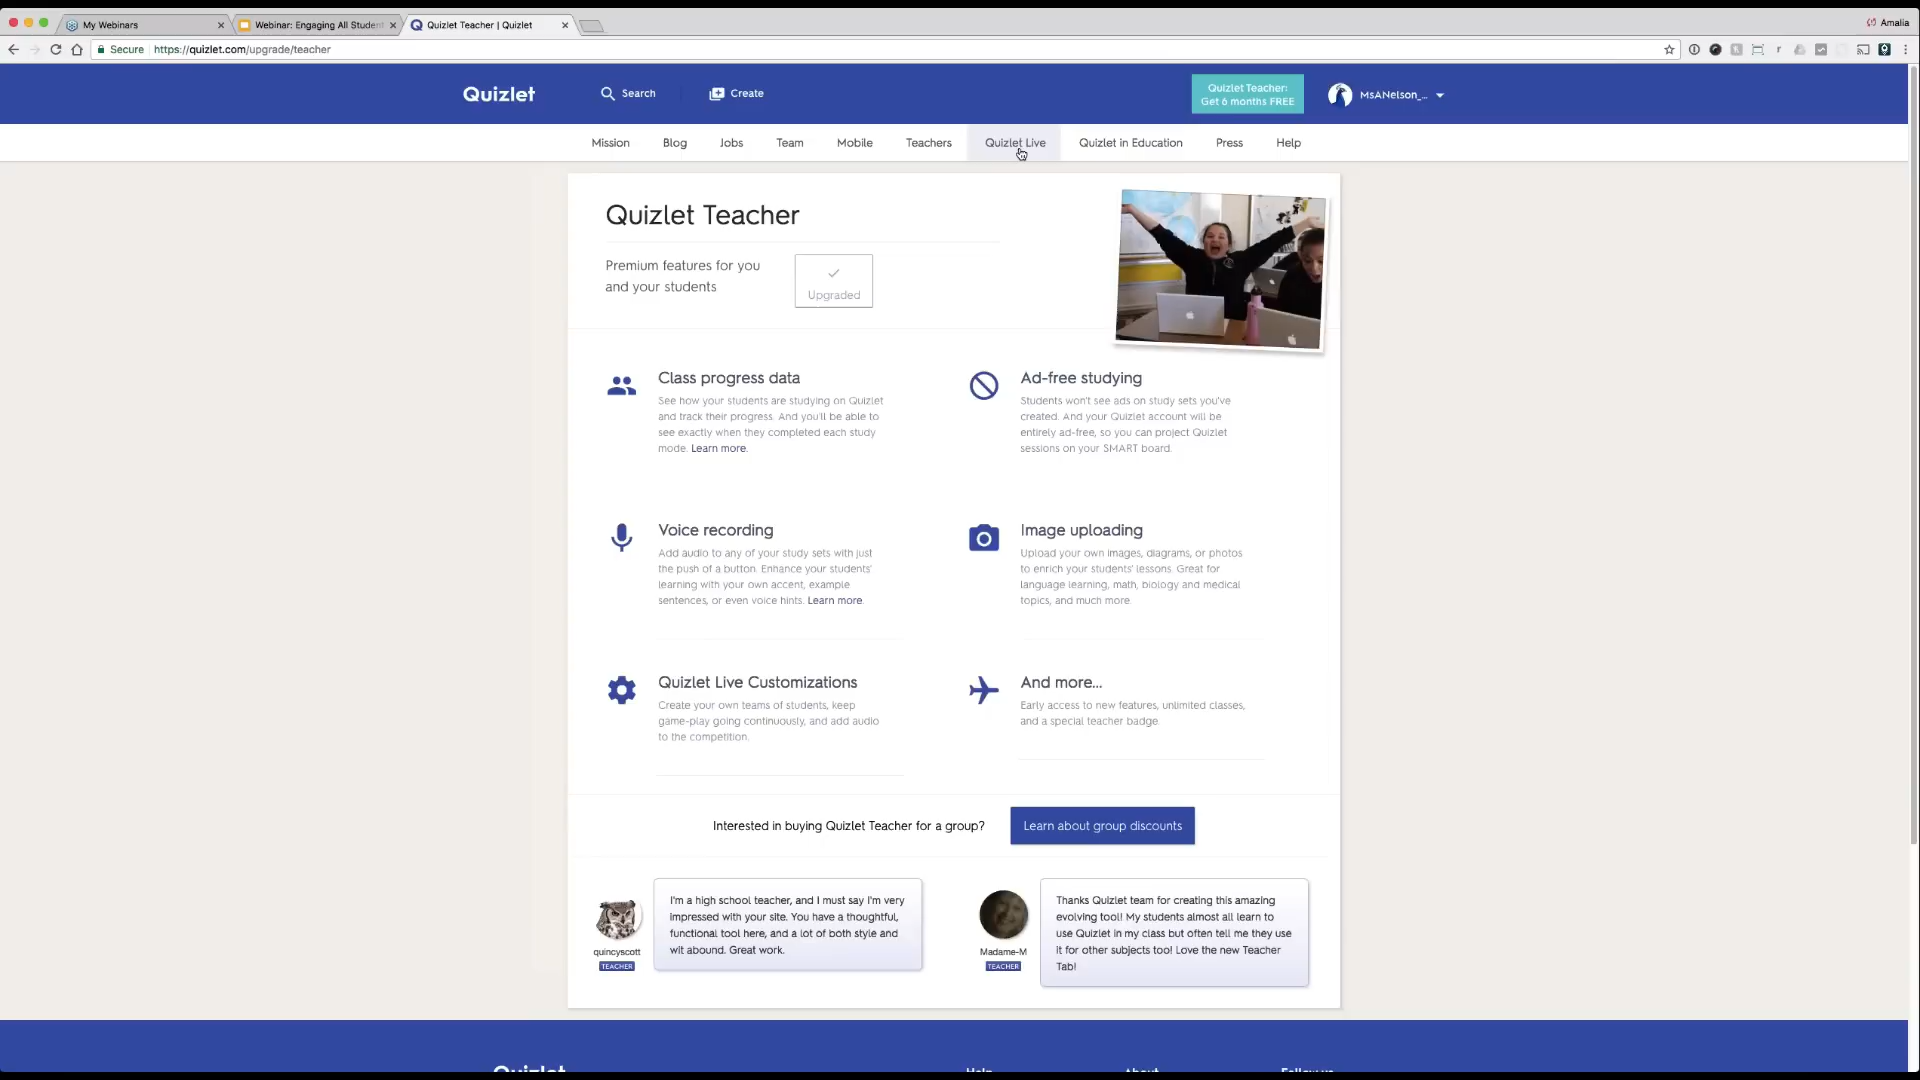 My Webinars
Webinar: Engaging All Student
Quizlet Teacher | Quizlet
Amalia
Secure
https://quizlet.com/upgrade/teacher
Quizlet
Search
Create
Quizlet Teacher:
Get 6 months FREE
MsANelson_...
Mission
Blog
Jobs
Team
Mobile
Teachers
Quizlet Live
Quizlet in Education
Press
Help
Quizlet Teacher
Premium features for you
and your students
Upgraded
Class progress data
See how your students are studying on Quizlet
and track their progress. And you'll be able to
see exactly when they completed each study
mode. Learn more.
Ad-free studying
Students won't see ads on study sets you've
created. And your Quizlet account will be
entirely ad-free, so you can project Quizlet
sessions on your SMART board.
Voice recording
Add audio to any of your study sets with just
the push of a button. Enhance your students'
learning with your own accent, example
sentences, or even voice hints. Learn more.
Image uploading
Upload your own images, diagrams, or photos
to enrich your students' lessons. Great for
language learning, math, biology and medical
topics, and much more.
Quizlet Live Customizations
Create your own teams of students, keep
game-play going continuously, and add audio
to the competition.
And more...
Early access to new features, unlimited classes,
and a special teacher badge.
Interested in buying Quizlet Teacher for a group?
Learn about group discounts
quincyscott
TEACHER
I'm a high school teacher, and I must say I'm very
impressed with your site. You have a thoughtful,
functional tool here, and a lot of both style and
wit abound. Great work.
Madame-M
TEACHER
Thanks Quizlet team for creating this amazing
evolving tool! My students almost all learn to
use Quizlet in my class but often tell me they use
it for other subjects too! Love the new Teacher
Tab!
Quizlet
Help
About
Follow us